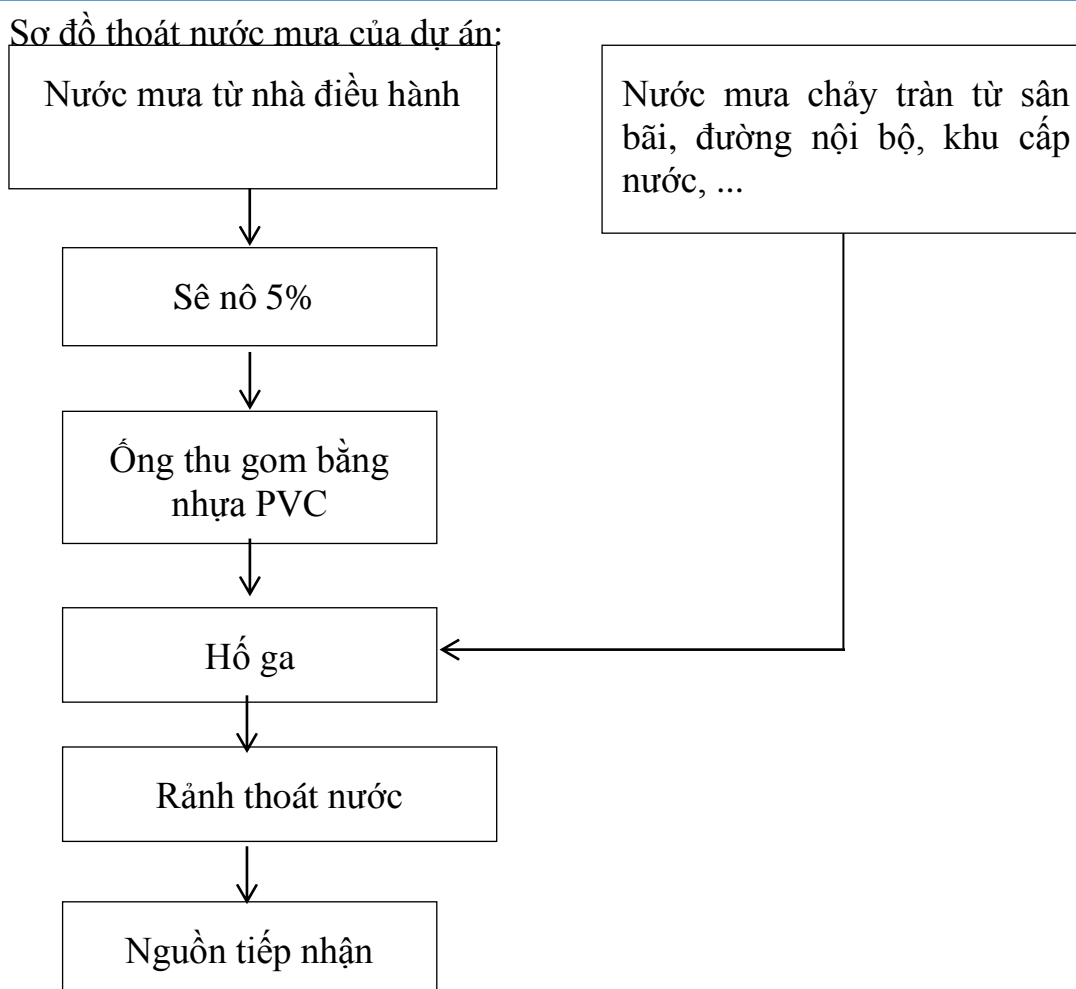 Sơ đồ thoát nước mưa của dự án:
Nước mưa từ nhà điều hành
Nước mưa chảy tràn từ sân
bãi, đường nội bộ, khu cấp
nước, ...
Sê nô 5%
Ống thu gom bằng
nhựa PVC
Hố ga
Rảnh thoát nước
Nguồn tiếp nhận